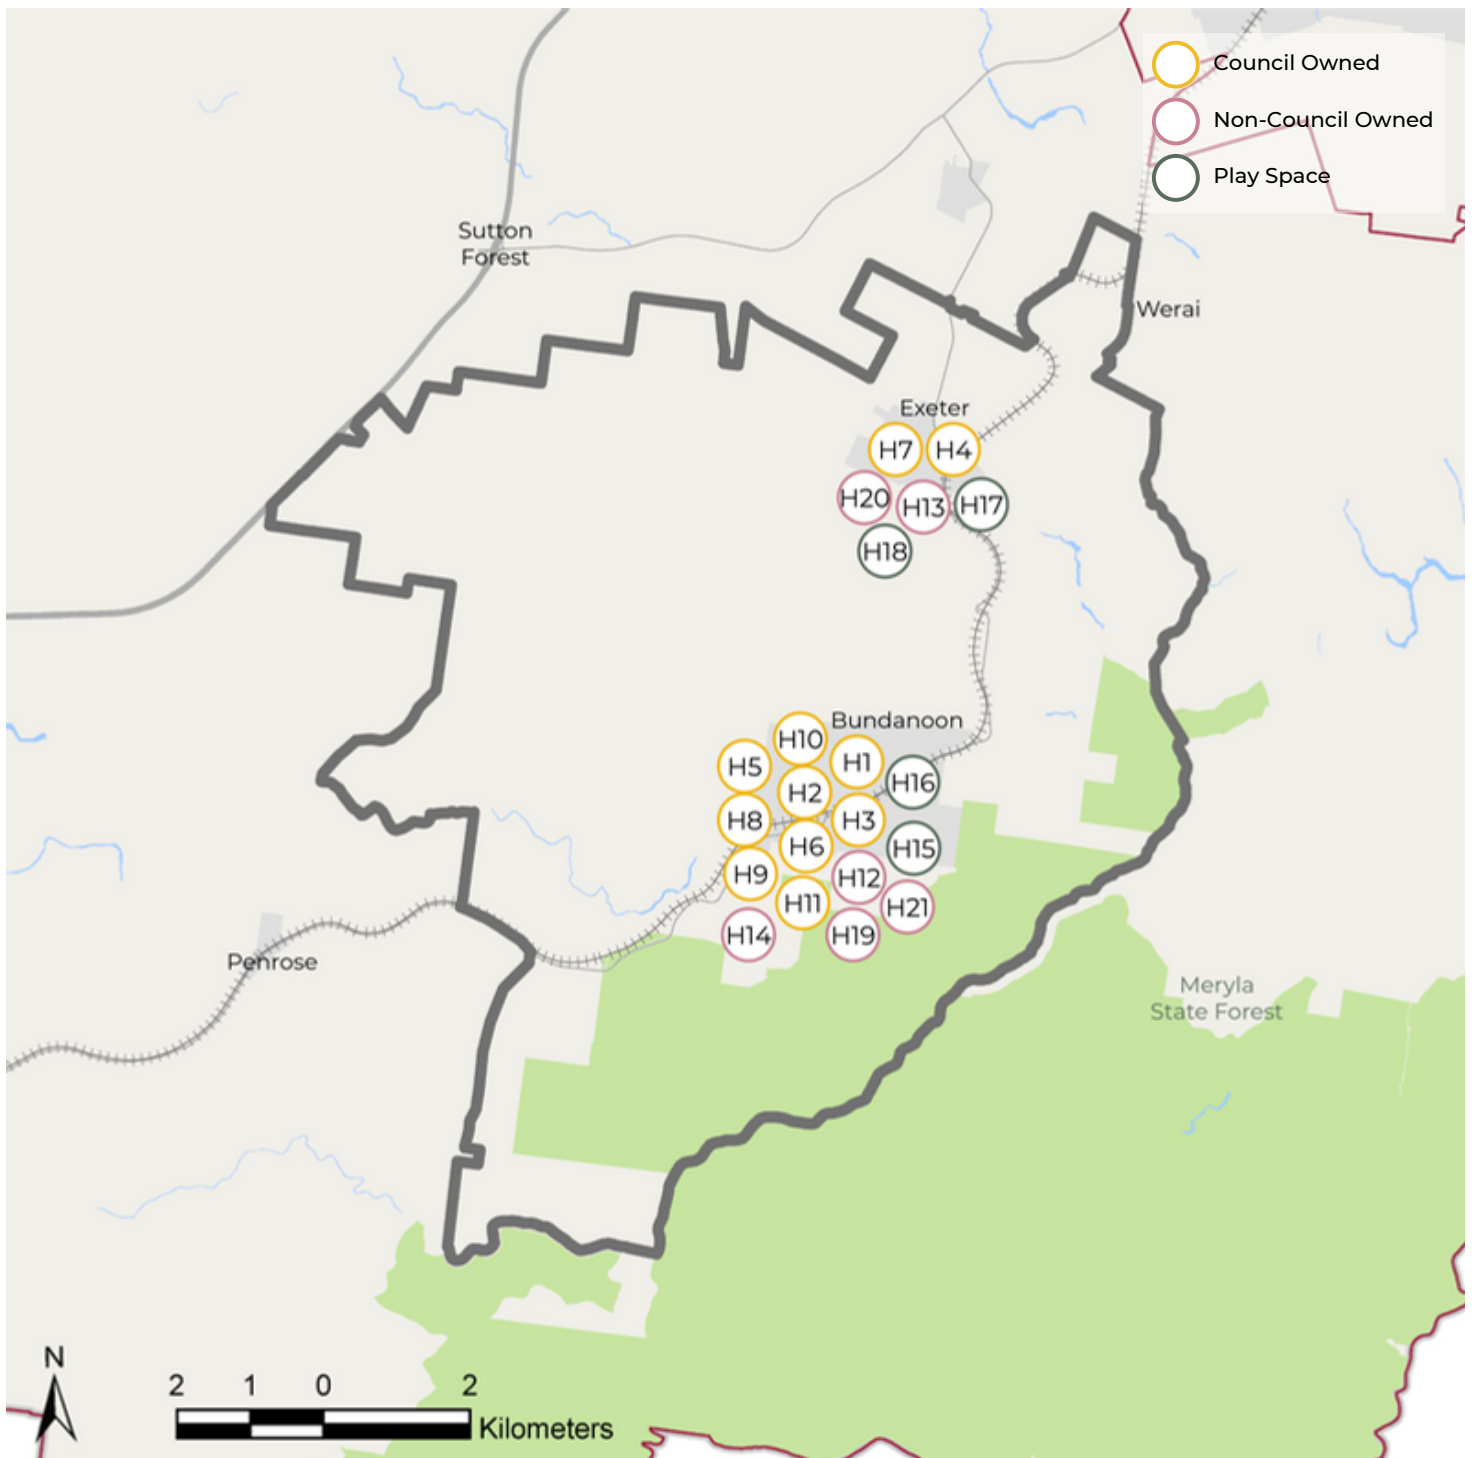 Council Owned
Non-Council Owned
Play Space
Sutton
Forest
Werai
Exeter
H7 H4
H20 H13 H17
H18
Bundanoon
H10
H5 H1
H2 H16
H8 H3
H6 H15
H9 H12
H11 H21
H14 H19
Penrose
Meryla
State Forest
N
2 1 0 2
Kilometers